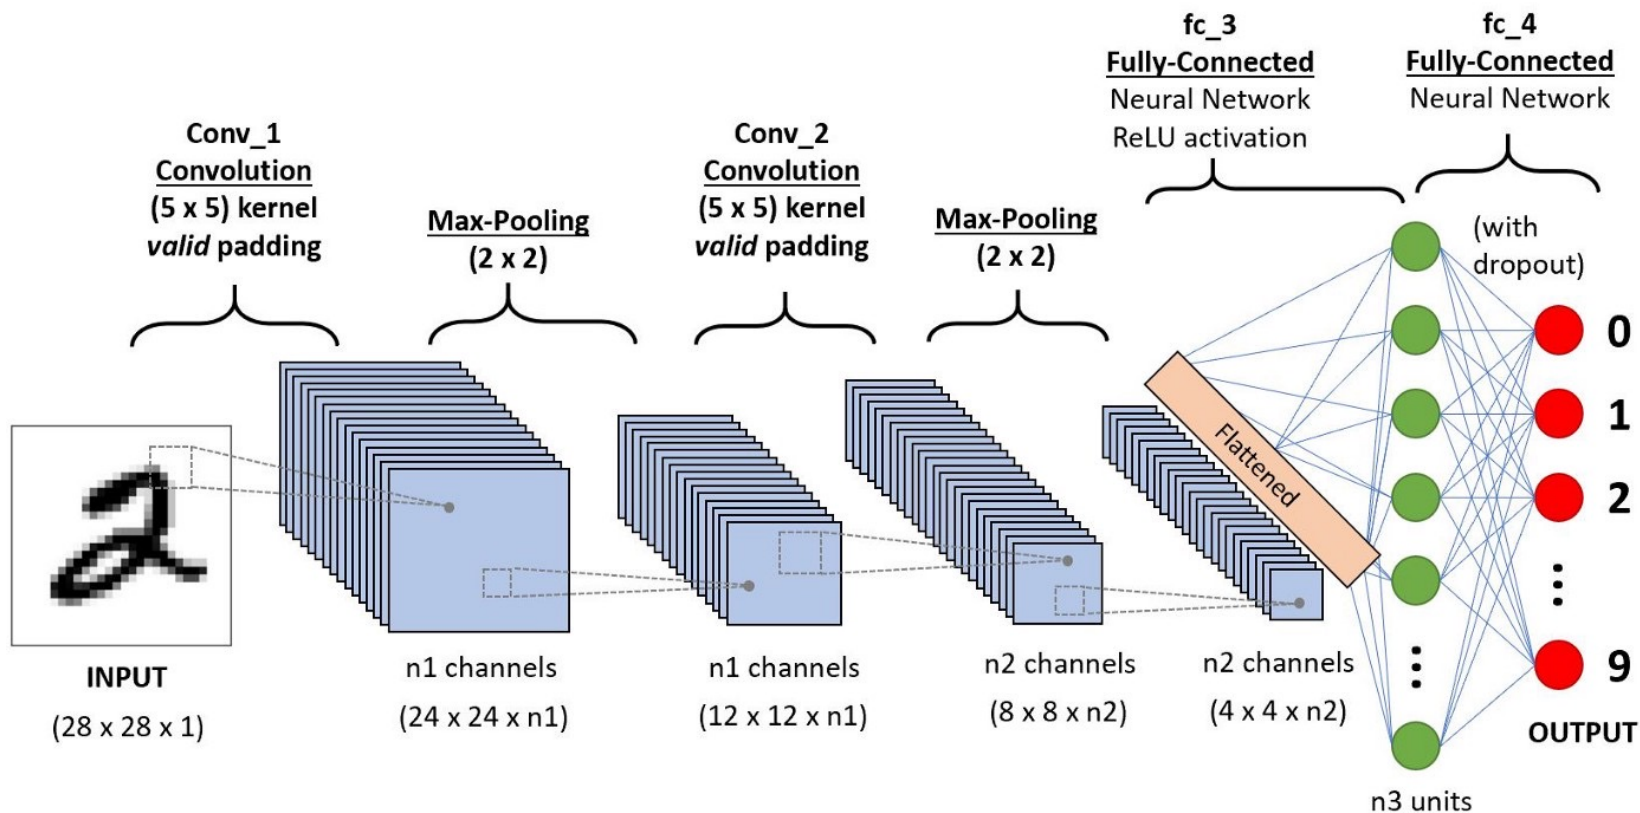 Conv_1
Convolution
(5 x 5) kernel
valid padding
Max-Pooling
(2 x 2)
Conv_2
Convolution
(5 x 5) kernel
valid padding
Max-Pooling
(2 x 2)
fc_3
Fully-Connected
Neural Network
ReLU activation
fc_4
Fully-Connected
Neural Network
(with
dropout)
Flattened
0
1
2
9
OUTPUT
INPUT
(28 x 28 x 1)
n1 channels
(24 x 24 x n1)
n1 channels
(12 x 12 x n1)
n2 channels
(8 x 8 x n2)
n2 channels
(4 x 4 x n2)
n3 units
2